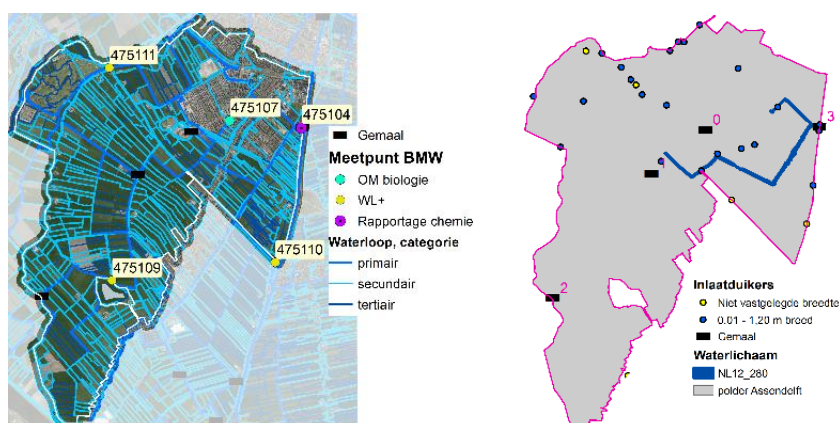 475111
475107
475104
475110
475109
Gemaal
Meetpunt BMW
OM biologie
WL+
Rapportage chemie
Waterloop, categorie
primair
secundair
tertiair
0
1
2
3
Inlaatduikers
Niet vastgelegde breedte
0.01 - 1,20 m breed
Gemaal
Waterlichaam
NL12_280
polder Assendelft